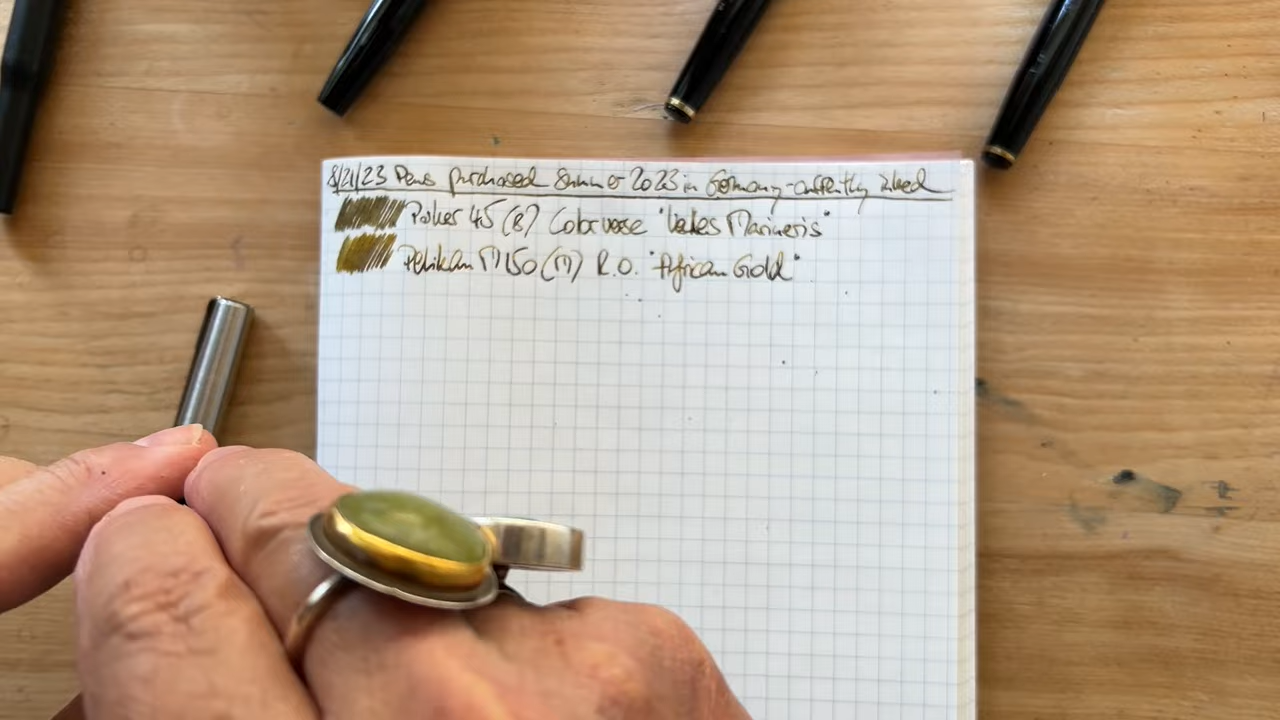 8/21/23 Pens purchased Summer 2023 in Germany - currently inked
Parker 45 (B) Colorverse "Valles Marineris"
Pelikan M150 (M) R.O. "African Gold"